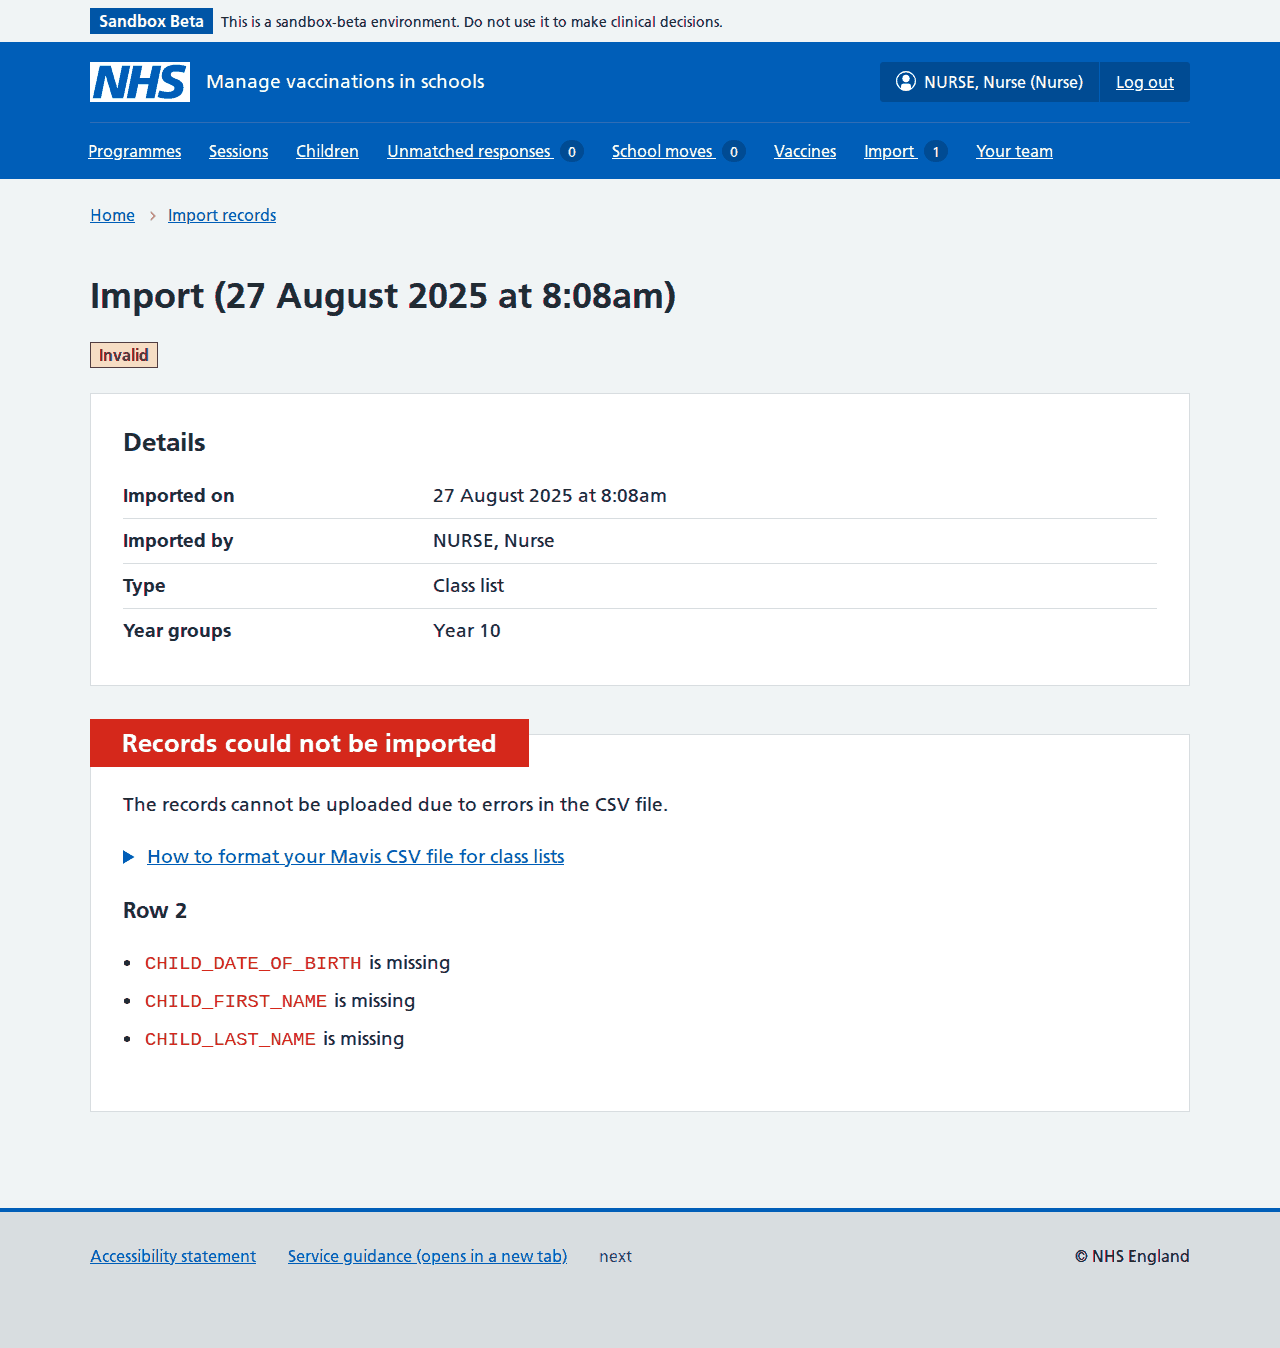 Sandbox Beta This is a sandbox-beta environment. Do not use it to make clinical decisions.
NHS Manage vaccinations in schools NURSE, Nurse (Nurse) Log out
Programmes Sessions Children Unmatched responses 0 School moves 0 Vaccines Import 1 Your team
Home Import records
Import (27 August 2025 at 8:08am)
Invalid
Details
Imported on 27 August 2025 at 8:08am
Imported by NURSE, Nurse
Type Class list
Year groups Year 10
Records could not be imported
The records cannot be uploaded due to errors in the CSV file.
How to format your Mavis CSV file for class lists
Row 2
CHILD_DATE_OF_BIRTH is missing
CHILD_FIRST_NAME is missing
CHILD_LAST_NAME is missing
Accessibility statement Service guidance (opens in a new tab) next © NHS England